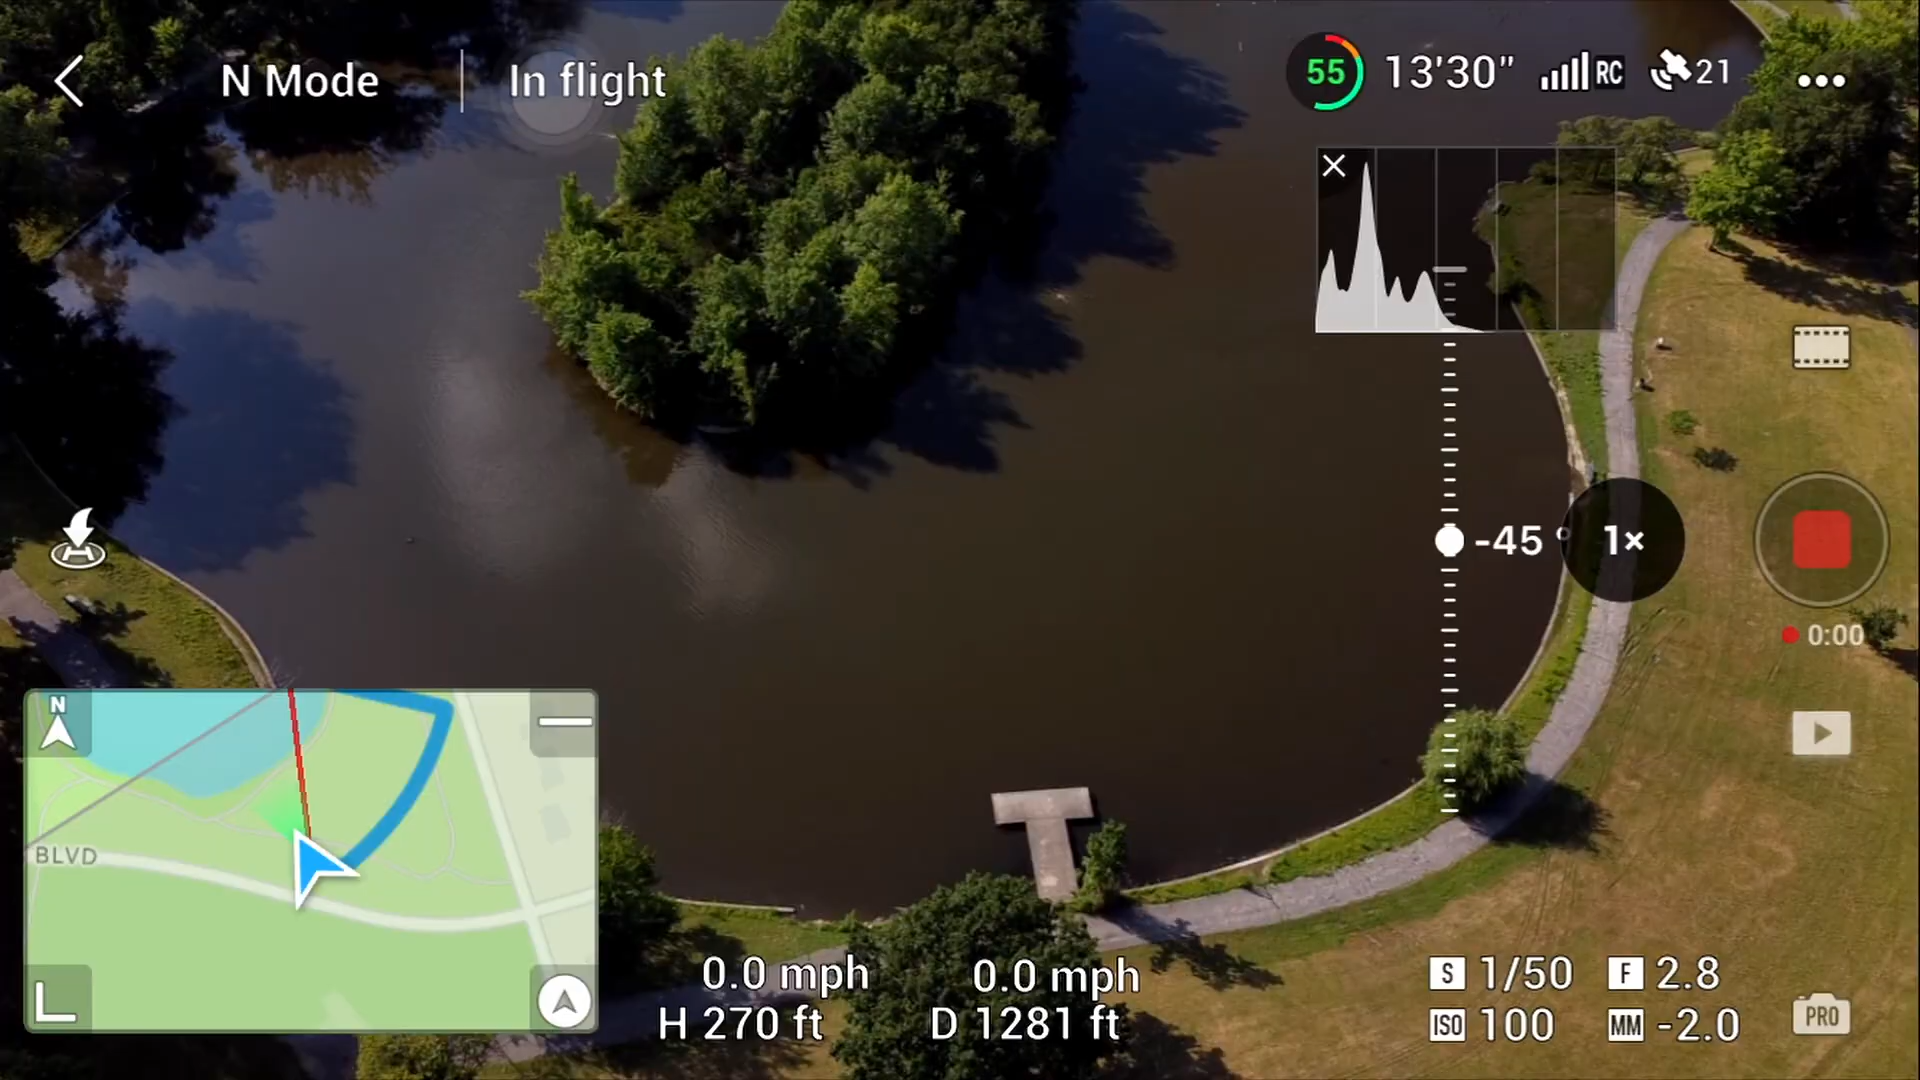 N Mode In flight 55 13'30" RC 21
-45° 1×
0:00
N
BLVD
0.0 mph 0.0 mph
H 270 ft D 1281 ft
S 1/50 F 2.8
ISO 100 MM -2.0
PRO